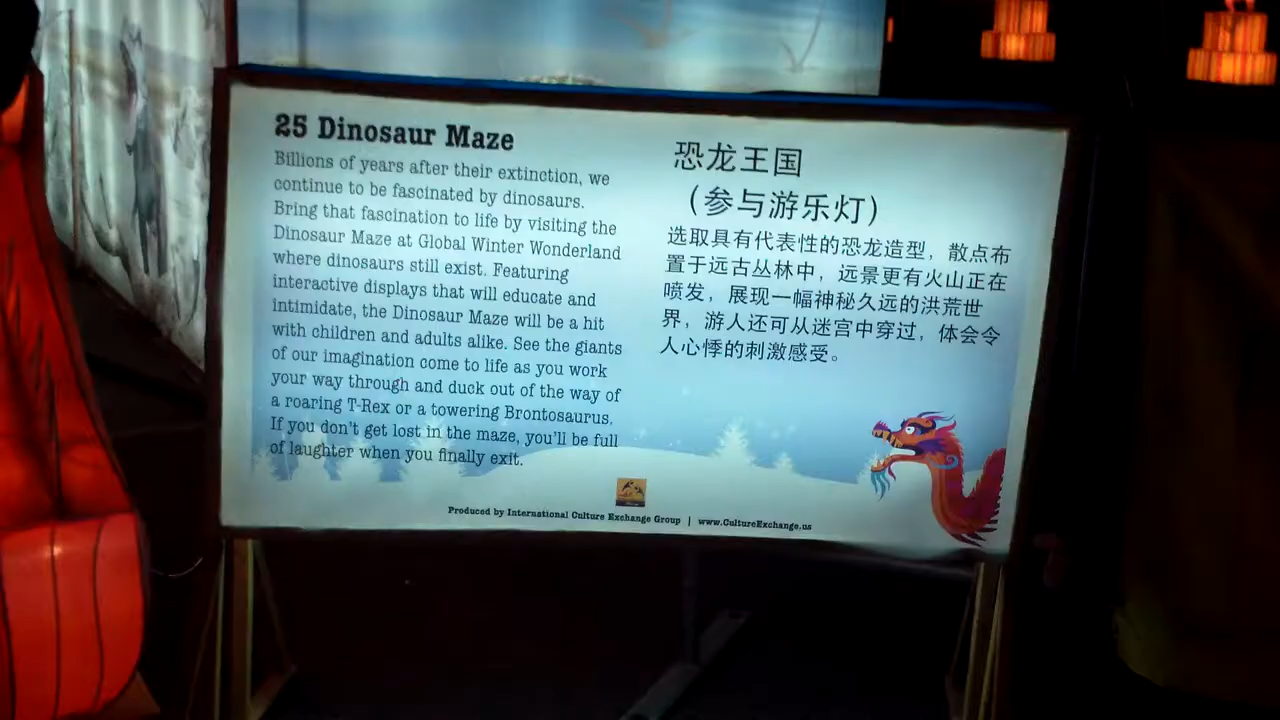 25 Dinosaur Maze
Billions of years after their extinction, we
continue to be fascinated by dinosaurs.
Bring that fascination to life by visiting the
Dinosaur Maze at Global Winter Wonderland
where dinosaurs still exist. Featuring
interactive displays that will educate and
intimidate, the Dinosaur Maze will be a hit
with children and adults alike. See the giants
of our imagination come to life as you work
your way through and duck out of the way of
a roaring T-Rex or a towering Brontosaurus.
If you don't get lost in the maze, you'll be full
of laughter when you finally exit.
恐龙王国
（参与游乐灯）
选取具有代表性的恐龙造型，散点布
置于远古丛林中，远景更有火山正在
喷发，展现一幅神秘久远的洪荒世
界，游人还可从迷宫中穿过，体会令
人心悸的刺激感受。
Produced by International Culture Exchange Group | www.CultureExchange.us